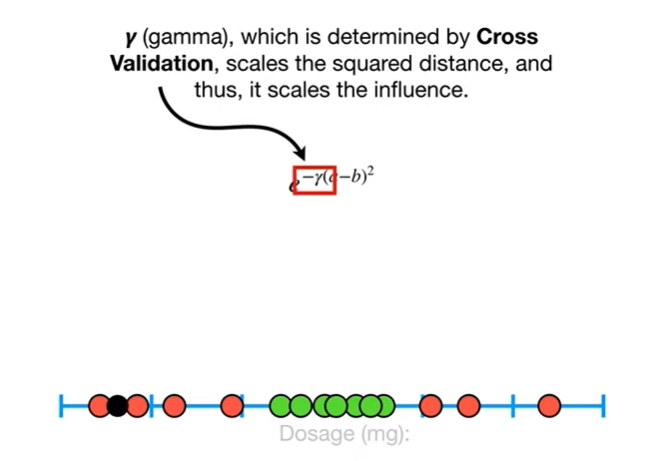 γ (gamma), which is determined by Cross
Validation, scales the squared distance, and
thus, it scales the influence.
e^{-γ(a-b)^2}
Dosage (mg):